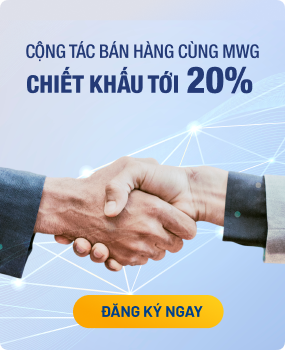 CỘNG TÁC BÁN HÀNG CÙNG MWG
CHIẾT KHẤU TỚI 20%
ĐĂNG KÝ NGAY